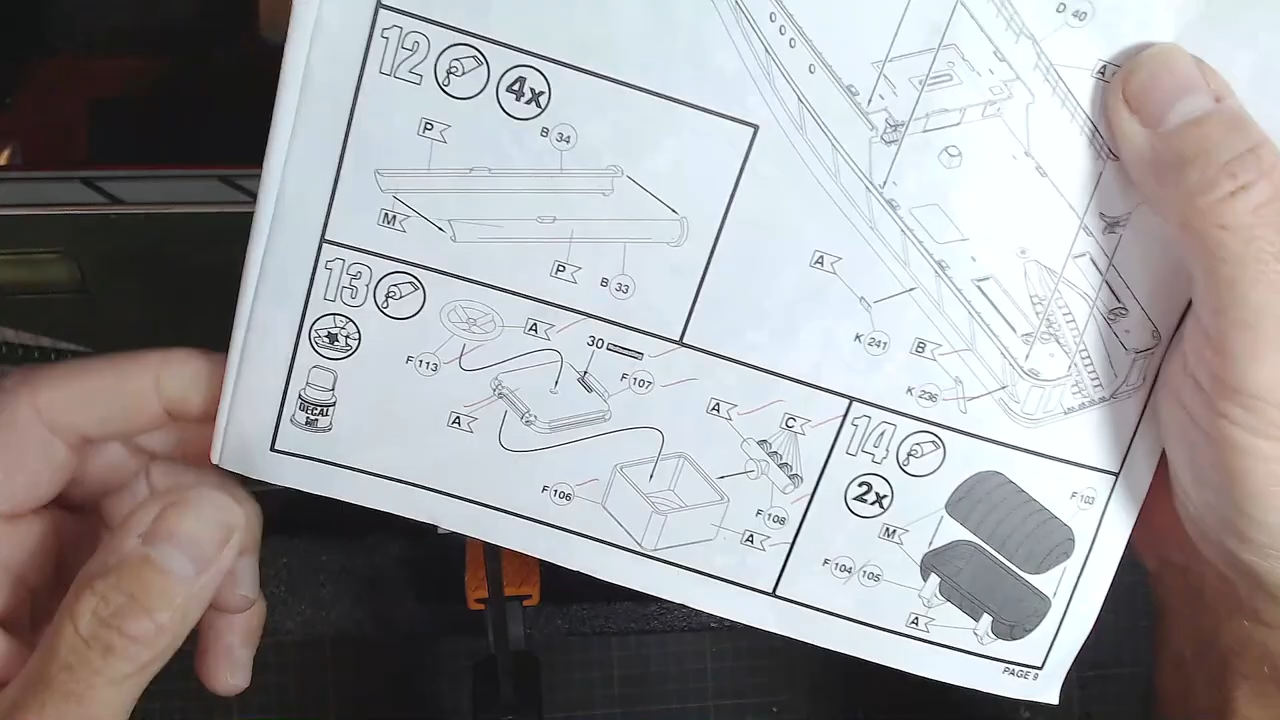 D 40
A
12
4x
P
B 34
M
P
B 33
A
K 241
B
K 236
13
DECAL
Soft
F 113
A
30
F 107
A
A
C
F 106
F 108
A
14
2x
F 103
M
F 104/105
A
PAGE 9